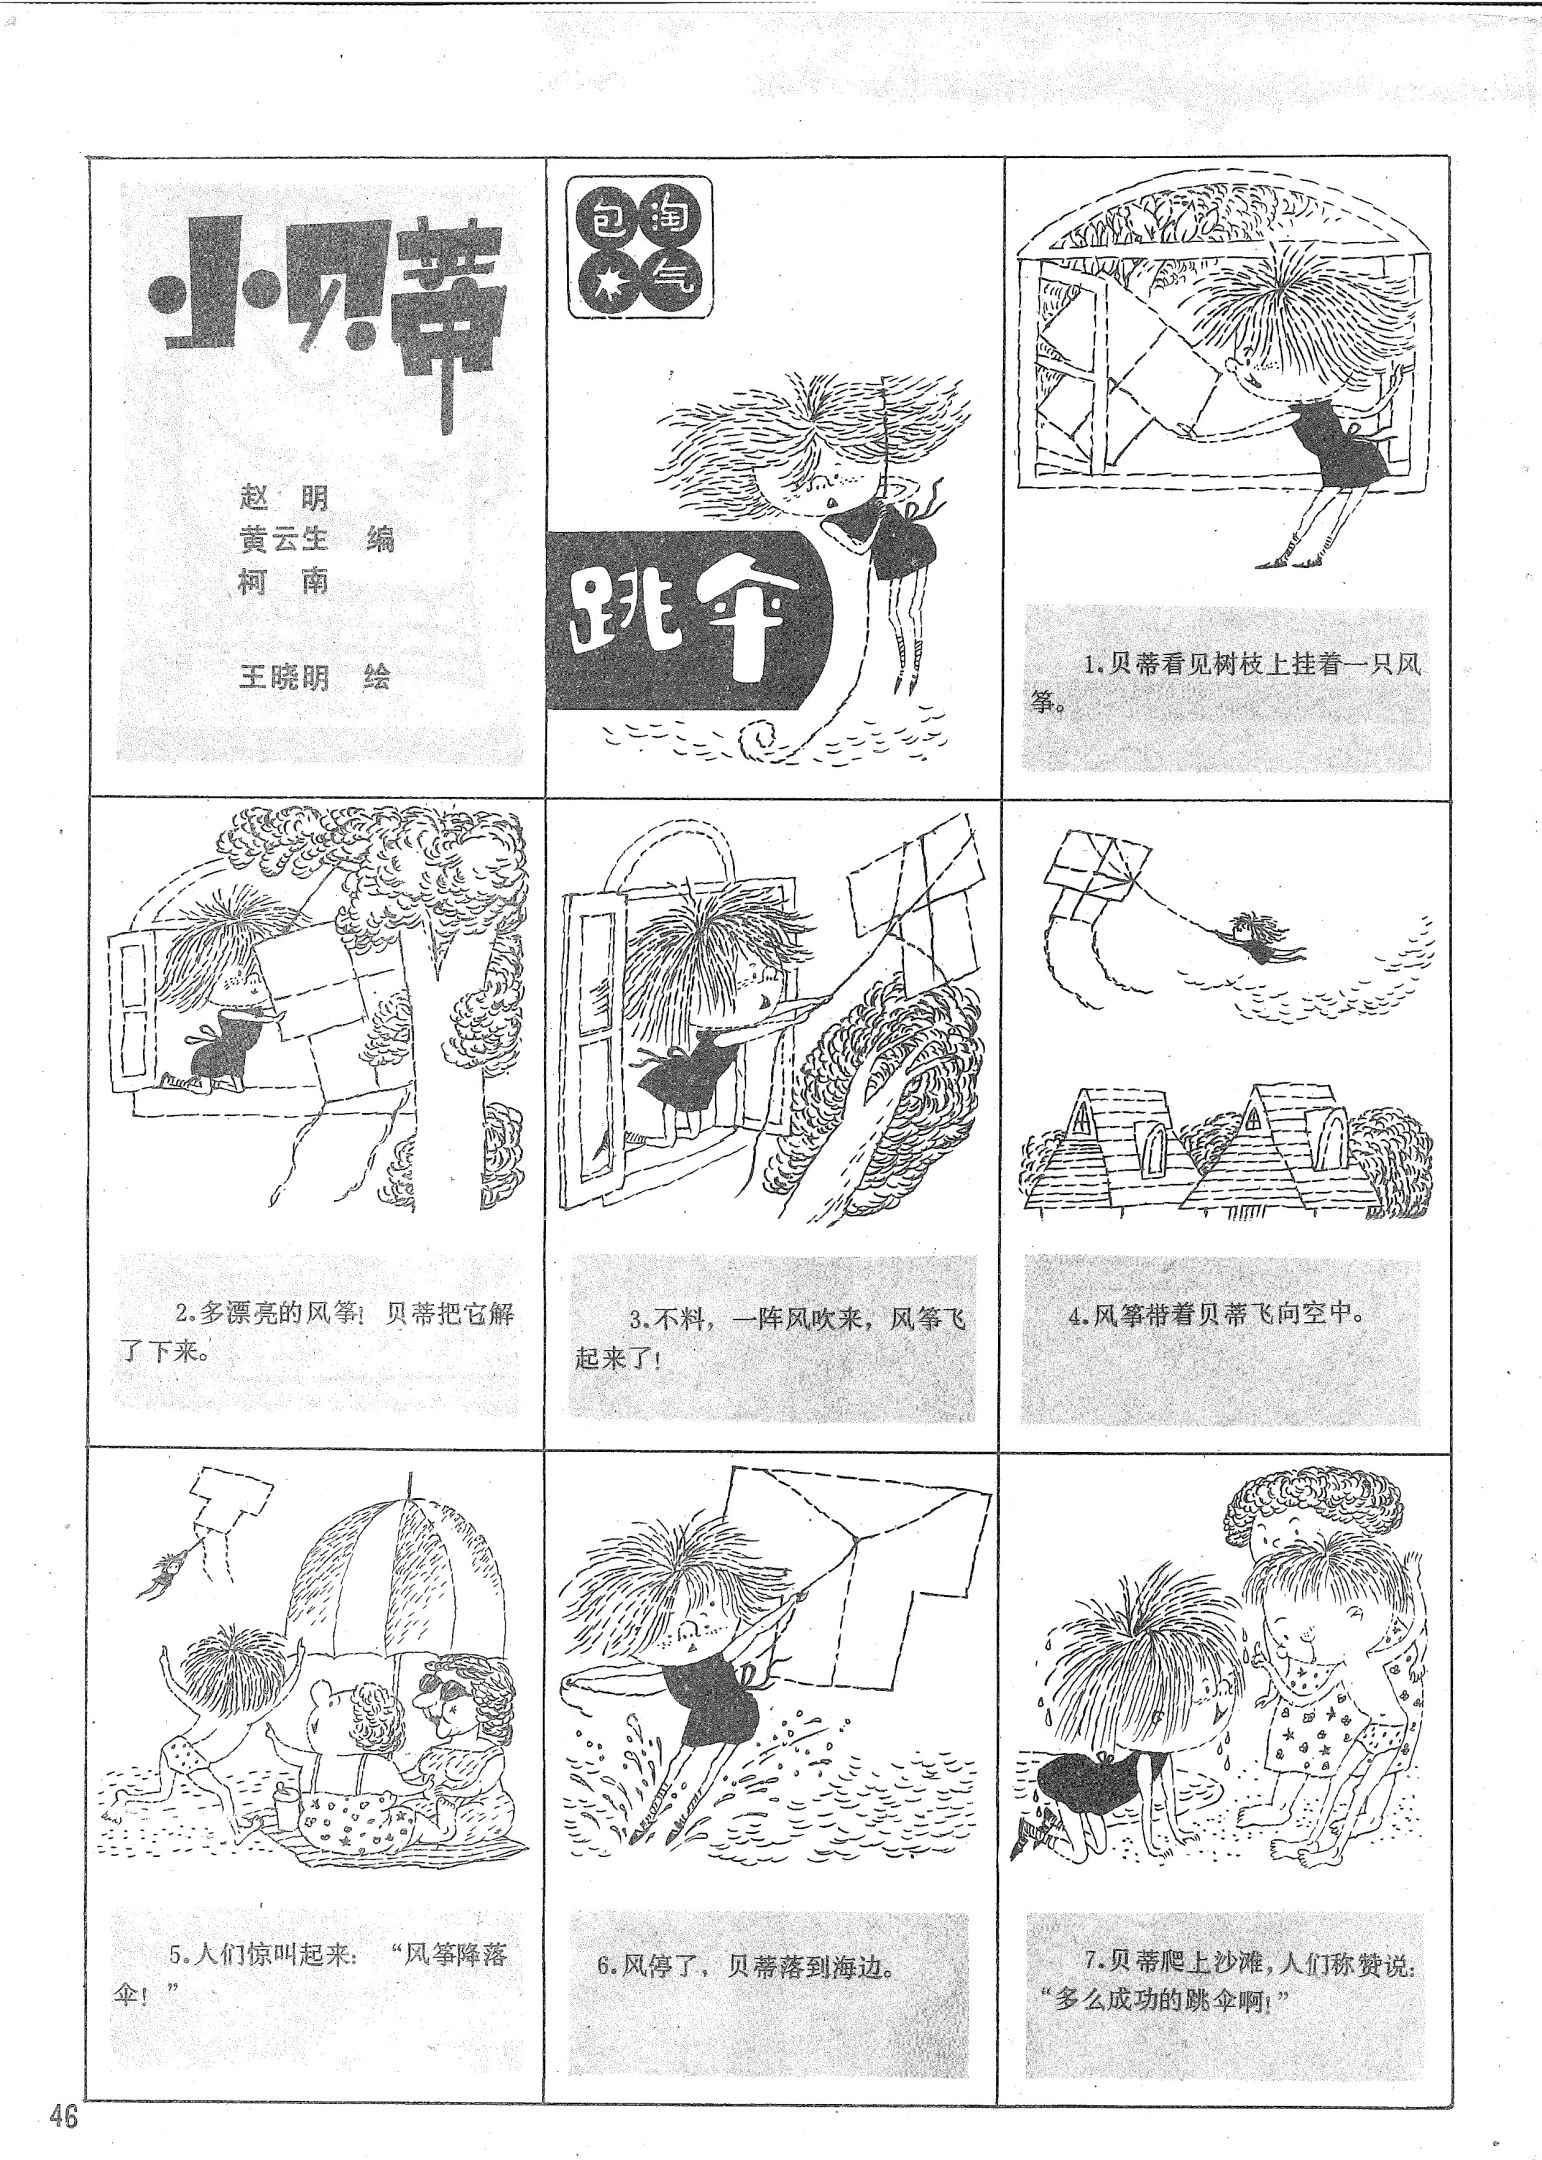 小贝蒂
赵 明
黄云生 编
柯 南
王晓明 绘
淘气包
跳伞
1.贝蒂看见树枝上挂着一只风
筝。
2.多漂亮的风筝！贝蒂把它解
了下来。
3.不料，一阵风吹来，风筝飞
起来了！
4.风筝带着贝蒂飞向空中。
5.人们惊叫起来：“风筝降落
伞！”
6.风停了，贝蒂落到海边。
7.贝蒂爬上沙滩，人们称赞说：
“多么成功的跳伞啊！”
46